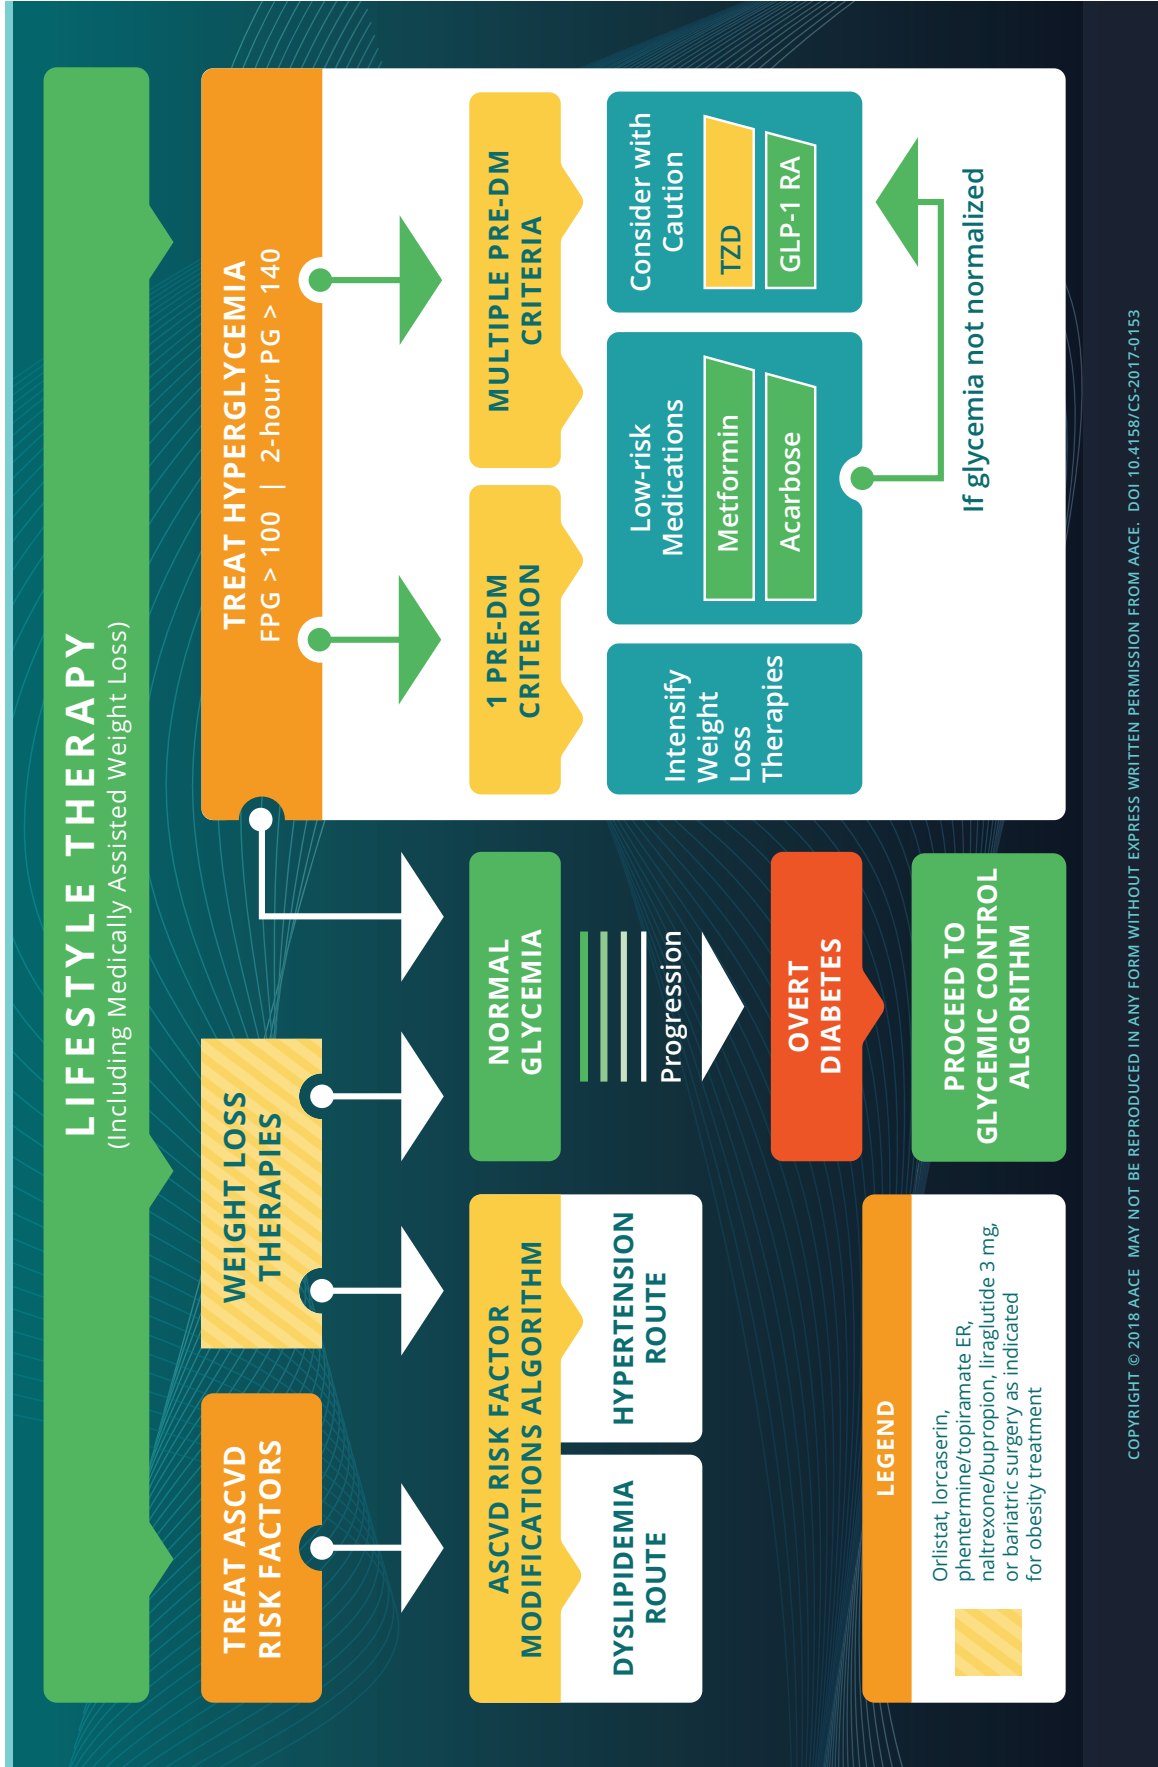 LIFESTYLE THERAPY
(Including Medically Assisted Weight Loss)
TREAT ASCVD
RISK FACTORS
WEIGHT LOSS
THERAPIES
TREAT HYPERGLYCEMIA
FPG > 100 | 2-hour PG > 140
ASCVD RISK FACTOR
MODIFICATIONS ALGORITHM
DYSLIPIDEMIA
ROUTE
HYPERTENSION
ROUTE
NORMAL
GLYCEMIA
Progression
OVERT
DIABETES
PROCEED TO
GLYCEMIC CONTROL
ALGORITHM
1 PRE-DM
CRITERION
MULTIPLE PRE-DM
CRITERIA
Intensify
Weight
Loss
Therapies
Low-risk
Medications
Metformin
Acarbose
Consider with
Caution
TZD
GLP-1 RA
If glycemia not normalized
LEGEND
Orlistat, lorcaserin,
phentermine/topiramate ER,
naltrexone/bupropion, liraglutide 3 mg,
or bariatric surgery as indicated
for obesity treatment
COPYRIGHT © 2018 AACE MAY NOT BE REPRODUCED IN ANY FORM WITHOUT EXPRESS WRITTEN PERMISSION FROM AACE. DOI 10.4158/CS-2017-0153